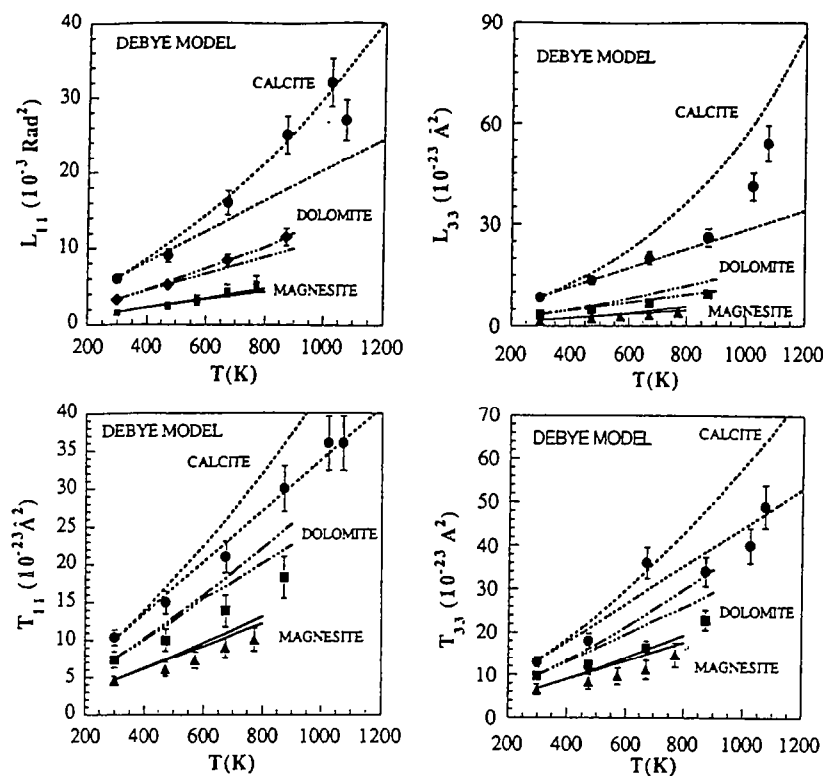 DEBYE MODEL
CALCITE
DOLOMITE
MAGNESITE
L11 (10-3 Rad2)
40
30
20
10
0
200 400 600 800 1000 1200
T(K)
DEBYE MODEL
CALCITE
DOLOMITE
MAGNESITE
L33 (10-23 Å2)
90
60
30
0
200 400 600 800 1000 1200
T(K)
DEBYE MODEL
CALCITE
DOLOMITE
MAGNESITE
T11 (10-23 Å2)
40
35
30
25
20
15
10
5
0
200 400 600 800 1000 1200
T(K)
DEBYE MODEL
CALCITE
DOLOMITE
MAGNESITE
T33 (10-23 A2)
70
60
50
40
30
20
10
0
200 400 600 800 1000 1200
T(K)